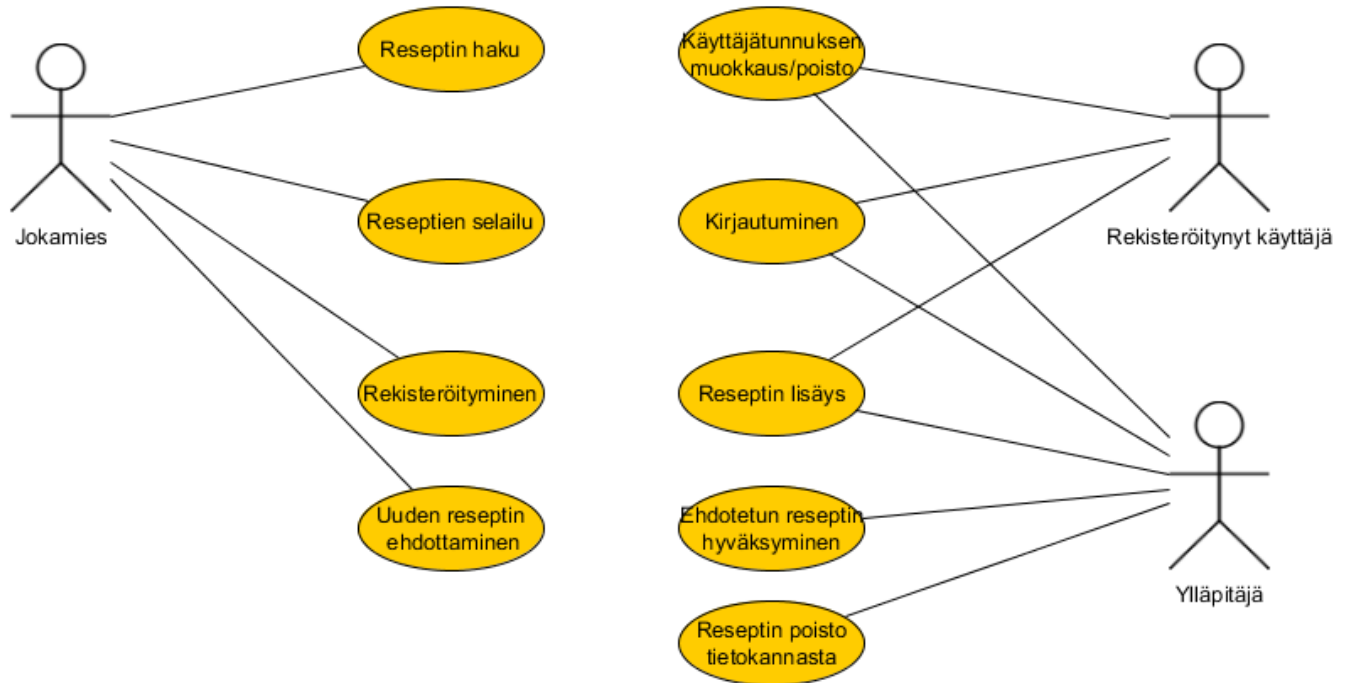 Reseptin haku
Käyttäjätunnuksen
muokkaus/poisto
Jokamies
Reseptien selailu
Kirjautuminen
Rekisteröitynyt käyttäjä
Rekisteröityminen
Reseptin lisäys
Uuden reseptin
ehdottaminen
Ehdotetun reseptin
hyväksyminen
Ylläpitäjä
Reseptin poisto
tietokannasta